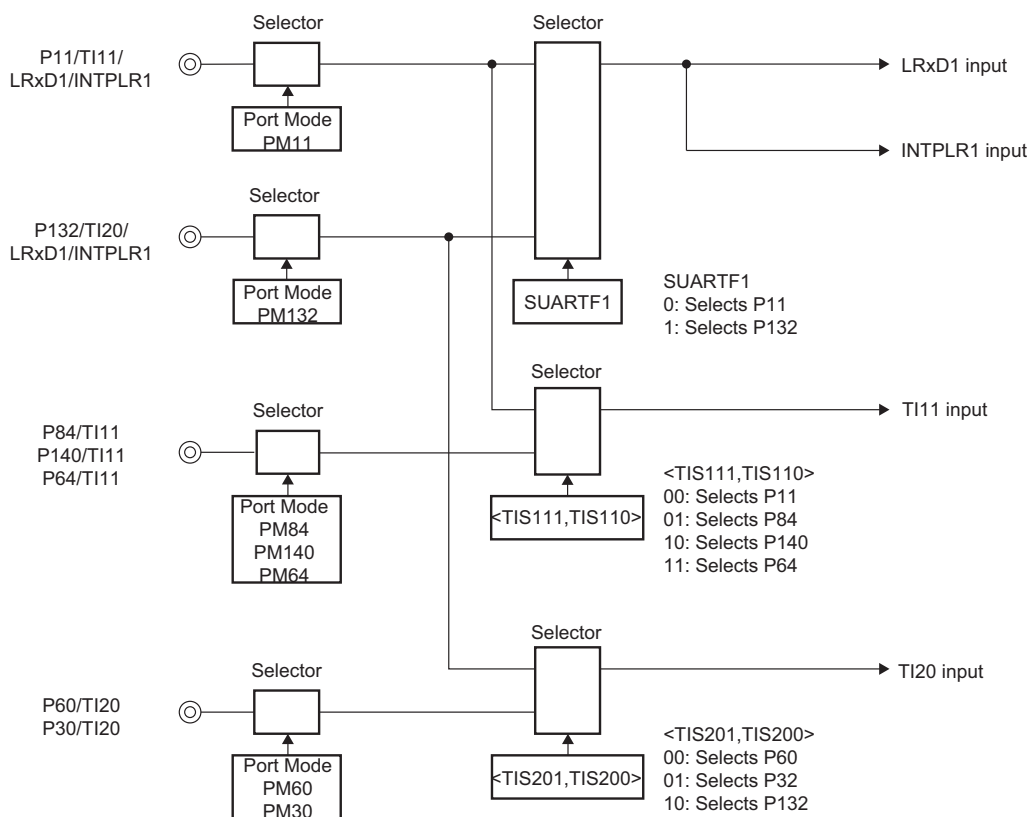 Selector
P11/TI11/
LRxD1/INTPLR1
Port Mode
PM11
Selector
LRxD1 input
INTPLR1 input
Selector
P132/TI20/
LRxD1/INTPLR1
Port Mode
PM132
SUARTF1
SUARTF1
0: Selects P11
1: Selects P132
Selector
P84/TI11
P140/TI11
P64/TI11
Port Mode
PM84
PM140
PM64
Selector
TI11 input
<TIS111,TIS110>
<TIS111,TIS110>
00: Selects P11
01: Selects P84
10: Selects P140
11: Selects P64
Selector
P60/TI20
P30/TI20
Port Mode
PM60
PM30
Selector
TI20 input
<TIS201,TIS200>
<TIS201,TIS200>
00: Selects P60
01: Selects P32
10: Selects P132